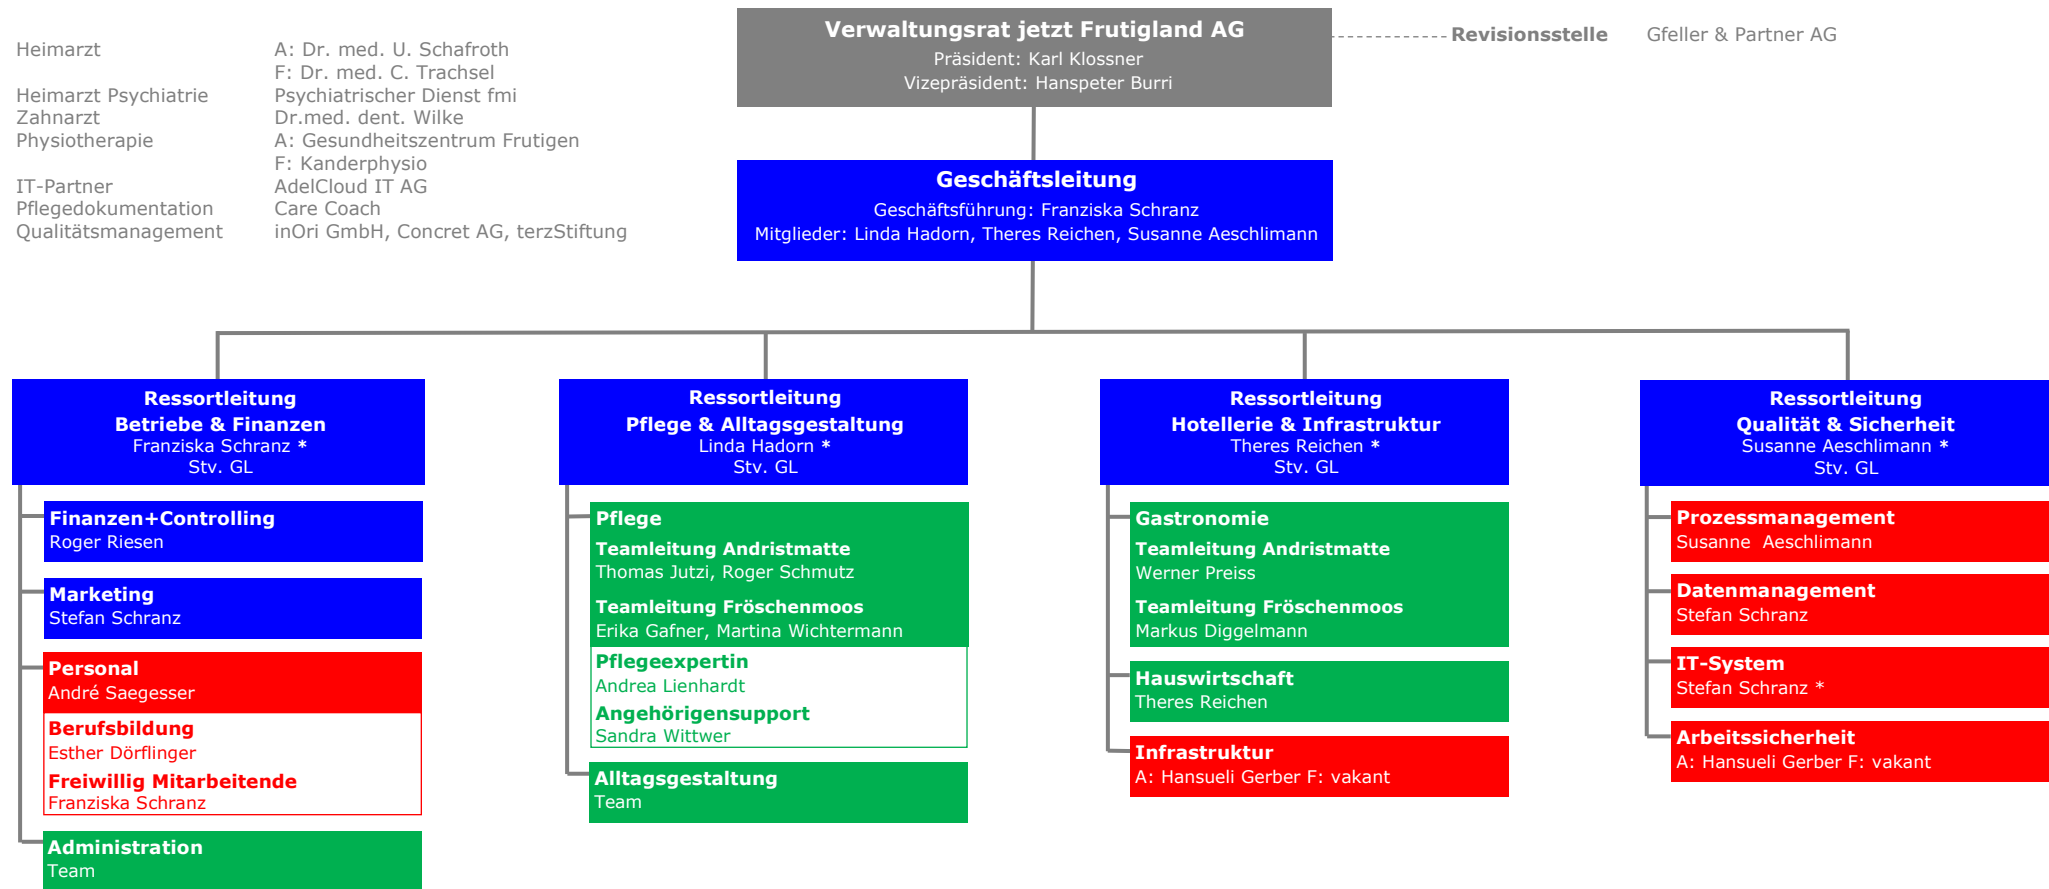 Verwaltungsrat jetzt Frutigland AG
Präsident: Karl Klossner
Vizepräsident: Hanspeter Burri
Revisionsstelle Gfeller & Partner AG
Heimarzt A: Dr. med. U. Schafroth
F: Dr. med. C. Trachsel
Heimarzt Psychiatrie Psychiatrischer Dienst fmi
Zahnarzt Dr.med. dent. Wilke
Physiotherapie A: Gesundheitszentrum Frutigen
F: Kanderphysio
IT-Partner AdelCloud IT AG
Pflegedokumentation Care Coach
Qualitätsmanagement inOri GmbH, Concret AG, terzStiftung
Geschäftsleitung
Geschäftsführung: Franziska Schranz
Mitglieder: Linda Hadorn, Theres Reichen, Susanne Aeschlimann
Ressortleitung
Betriebe & Finanzen
Franziska Schranz *
Stv. GL
Finanzen+Controlling
Roger Riesen
Marketing
Stefan Schranz
Personal
André Saegesser
Berufsbildung
Esther Dörflinger
Freiwillig Mitarbeitende
Franziska Schranz
Administration
Team
Ressortleitung
Pflege & Alltagsgestaltung
Linda Hadorn *
Stv. GL
Pflege
Teamleitung Andristmatte
Thomas Jutzi, Roger Schmutz
Teamleitung Fröschenmoos
Erika Gafner, Martina Wichtermann
Pflegeexpertin
Andrea Lienhardt
Angehörigensupport
Sandra Wittwer
Alltagsgestaltung
Team
Ressortleitung
Hotellerie & Infrastruktur
Theres Reichen *
Stv. GL
Gastronomie
Teamleitung Andristmatte
Werner Preiss
Teamleitung Fröschenmoos
Markus Diggelmann
Hauswirtschaft
Theres Reichen
Infrastruktur
A: Hansueli Gerber F: vakant
Ressortleitung
Qualität & Sicherheit
Susanne Aeschlimann *
Stv. GL
Prozessmanagement
Susanne  Aeschlimann
Datenmanagement
Stefan Schranz
IT-System
Stefan Schranz *
Arbeitssicherheit
A: Hansueli Gerber F: vakant